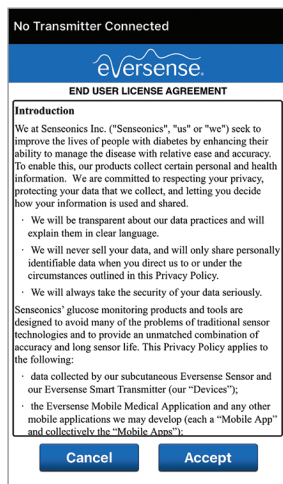 No Transmitter Connected
eversense.
END USER LICENSE AGREEMENT
Introduction
We at Senseonics Inc. ("Senseonics", "us" or "we") seek to
improve the lives of people with diabetes by enhancing their
ability to manage the disease with relative ease and accuracy.
To enable this, our products collect certain personal and health
information.  We are committed to respecting your privacy,
protecting your data that we collect, and letting you decide
how your information is used and shared.
· We will be transparent about our data practices and will
explain them in clear language.
· We will never sell your data, and will only share personally
identifiable data when you direct us to or under the
circumstances outlined in this Privacy Policy.
· We will always take the security of your data seriously.
Senseonics’ glucose monitoring products and tools are
designed to avoid many of the problems of traditional sensor
technologies and to provide an unmatched combination of
accuracy and long sensor life. This Privacy Policy applies to
the following:
· data collected by our subcutaneous Eversense Sensor and
our Eversense Smart Transmitter (our “Devices”);
· the Eversense Mobile Medical Application and any other
mobile applications we may develop (each a “Mobile App”
and collectively the “Mobile Apps”);
Cancel
Accept